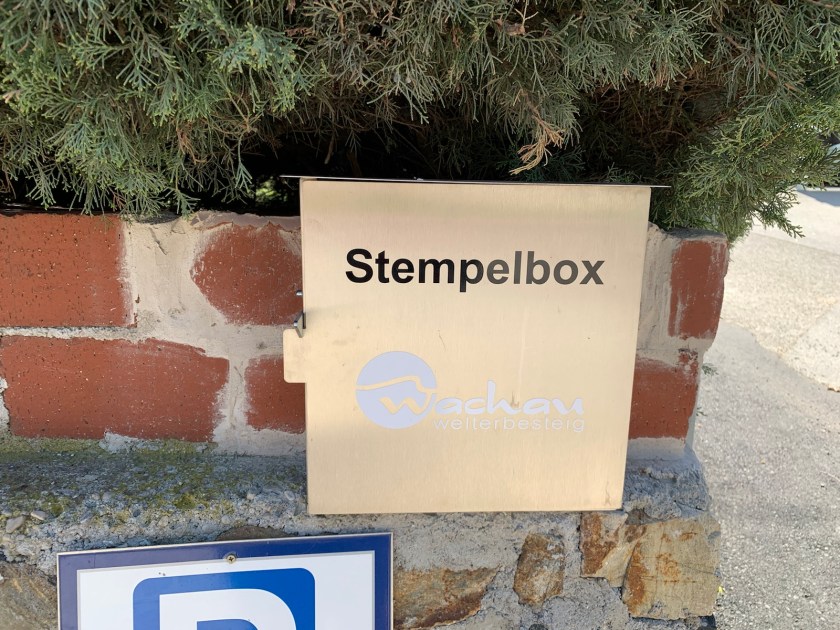 Stempelbox
Wachau
welterbesteig
P